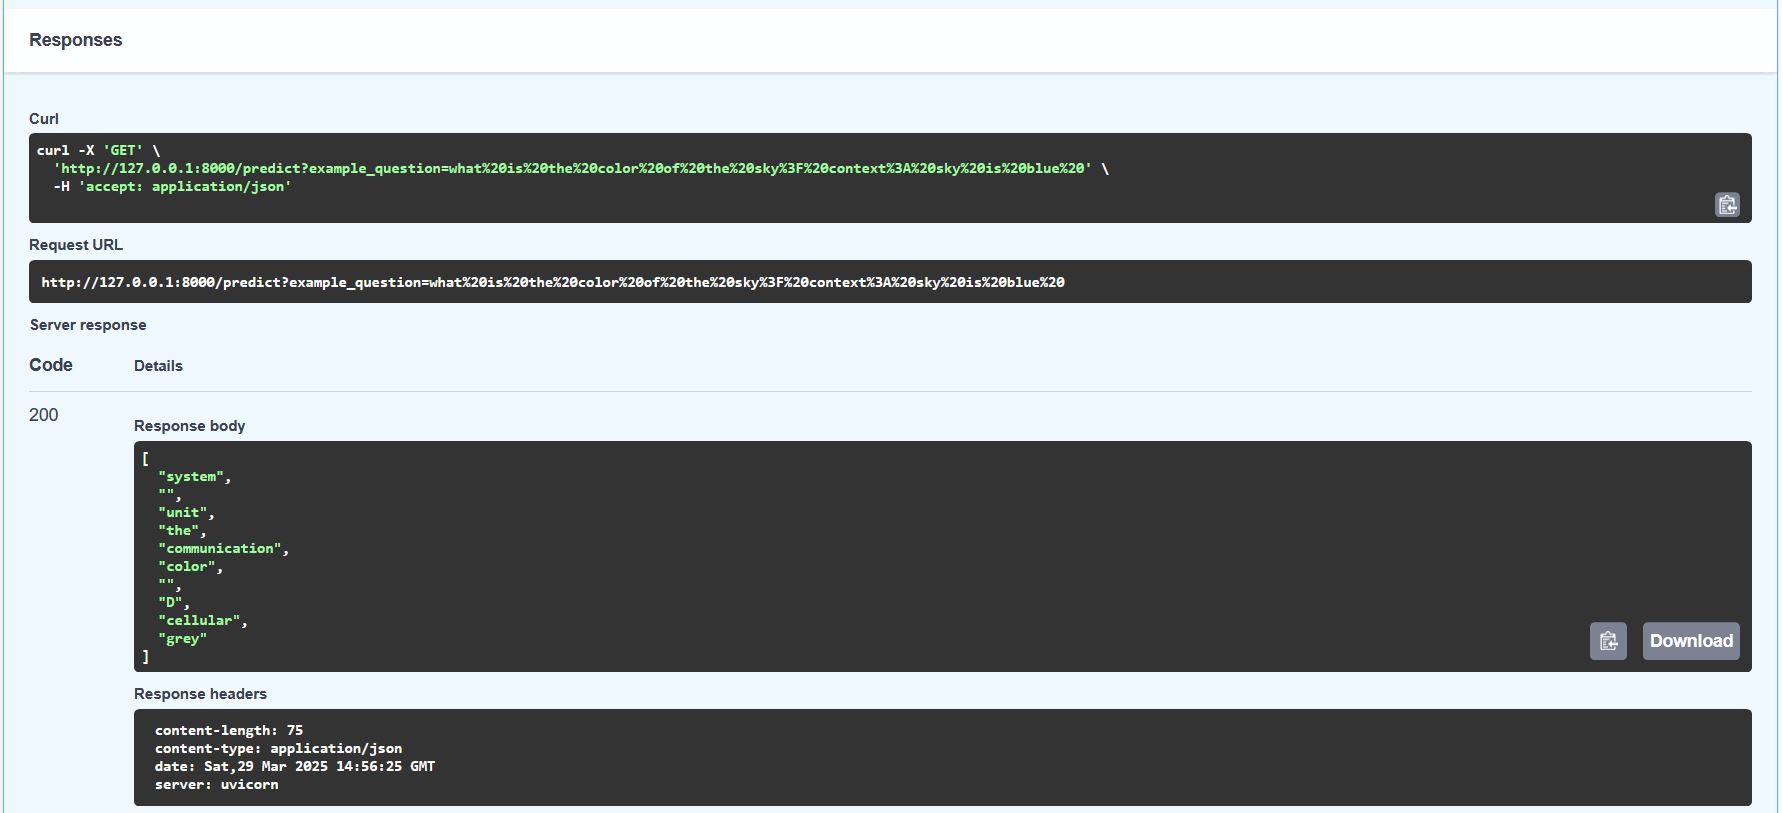 Responses
Curl
curl -X 'GET' \
'http://127.0.0.1:8000/predict?example_question=what%20is%20the%20color%20of%20the%20sky%3F%20context%3A%20sky%20is%20blue%20' \
-H 'accept: application/json'
Request URL
http://127.0.0.1:8000/predict?example_question=what%20is%20the%20color%20of%20the%20sky%3F%20context%3A%20sky%20is%20blue%20
Server response
Code Details
200
Response body
[
"system",
"",
"unit",
"the",
"communication",
"color",
"",
"D",
"cellular",
"grey"
]
Download
Response headers
content-length: 75
content-type: application/json
date: Sat,29 Mar 2025 14:56:25 GMT
server: uvicorn